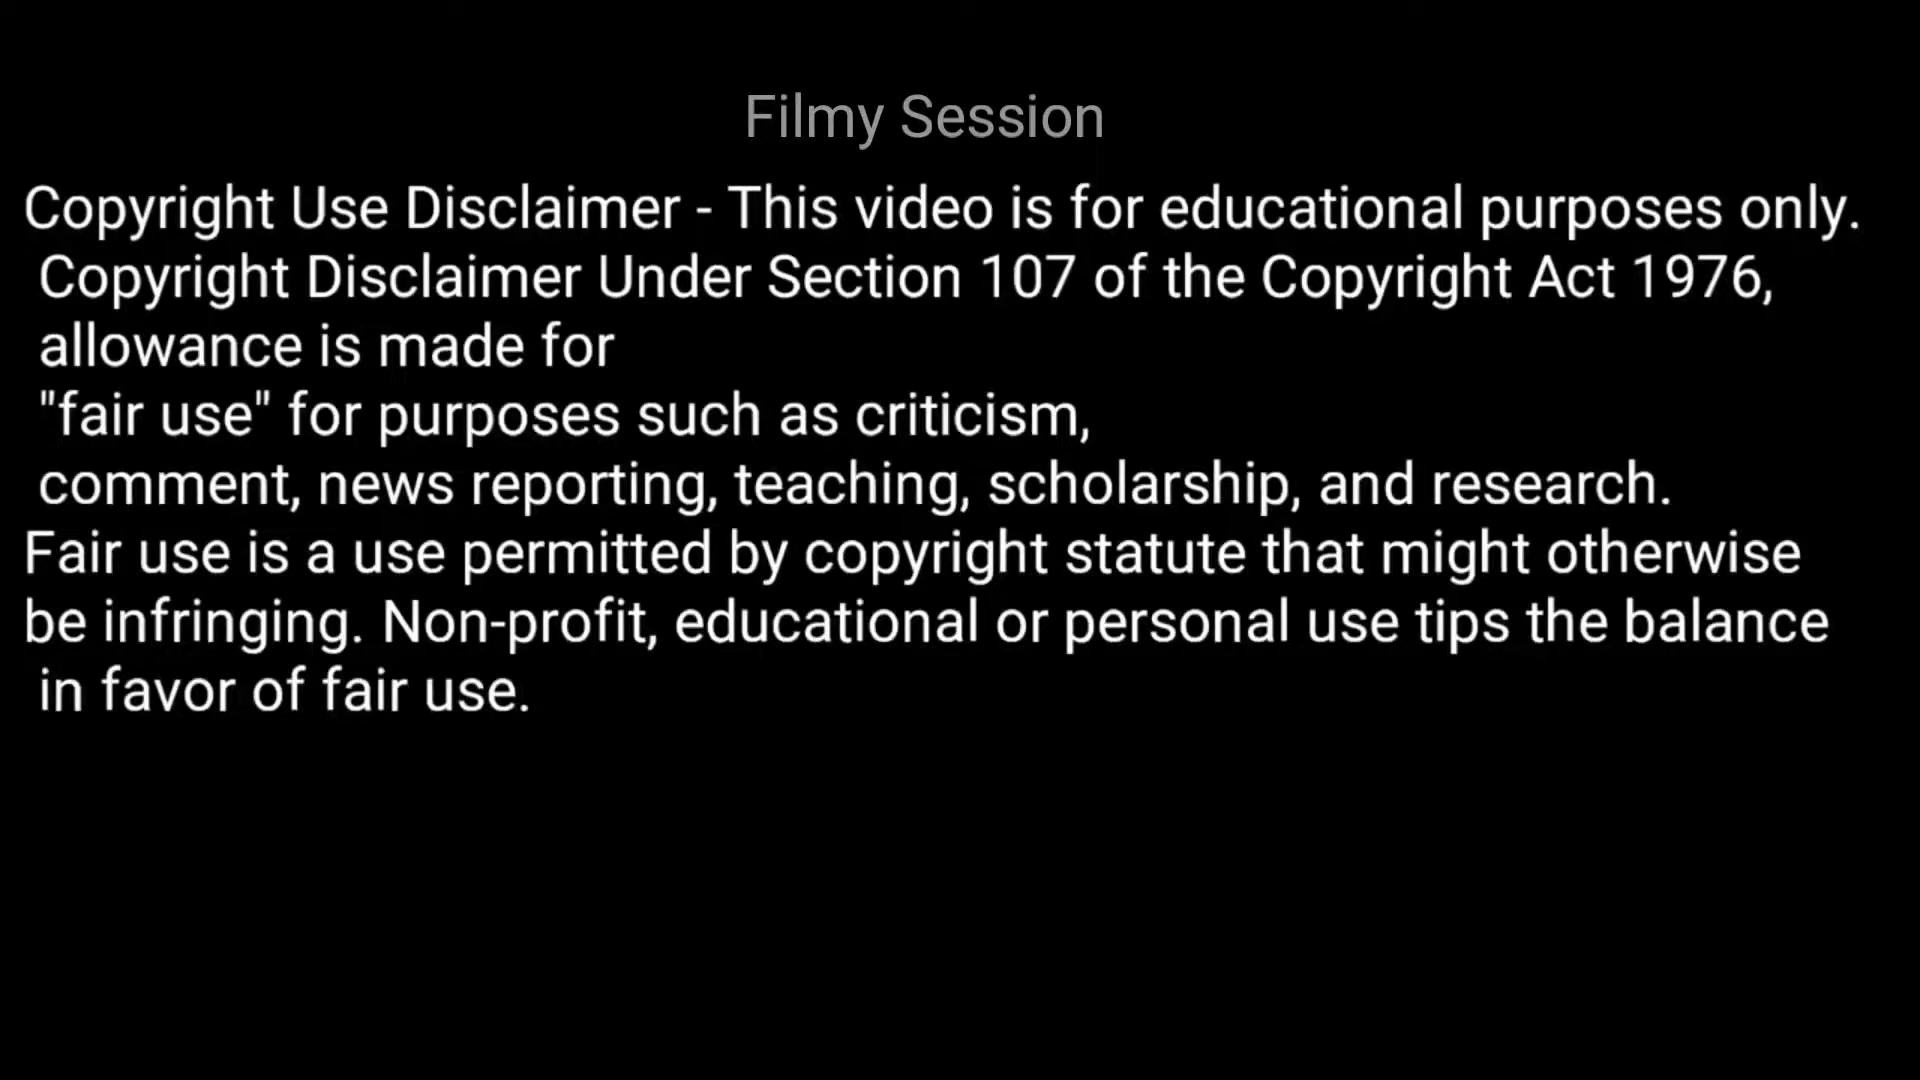 Filmy Session
Copyright Use Disclaimer - This video is for educational purposes only.
Copyright Disclaimer Under Section 107 of the Copyright Act 1976,
allowance is made for
"fair use" for purposes such as criticism,
comment, news reporting, teaching, scholarship, and research.
Fair use is a use permitted by copyright statute that might otherwise
be infringing. Non-profit, educational or personal use tips the balance
in favor of fair use.